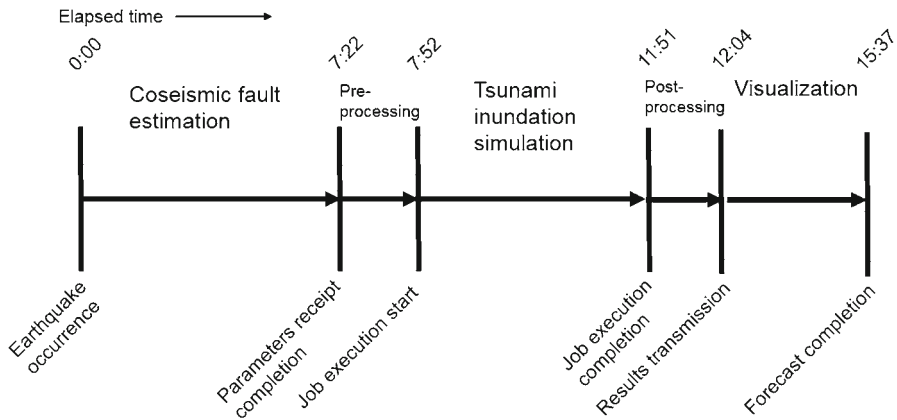 Elapsed time
0:00
7:22
7:52
11:51
12:04
15:37
Coseismic fault
estimation
Pre-
processing
Tsunami
inundation
simulation
Post-
processing
Visualization
Earthquake
occurrence
Parameters receipt
completion
Job execution start
Job execution
completion
Results transmission
Forecast completion